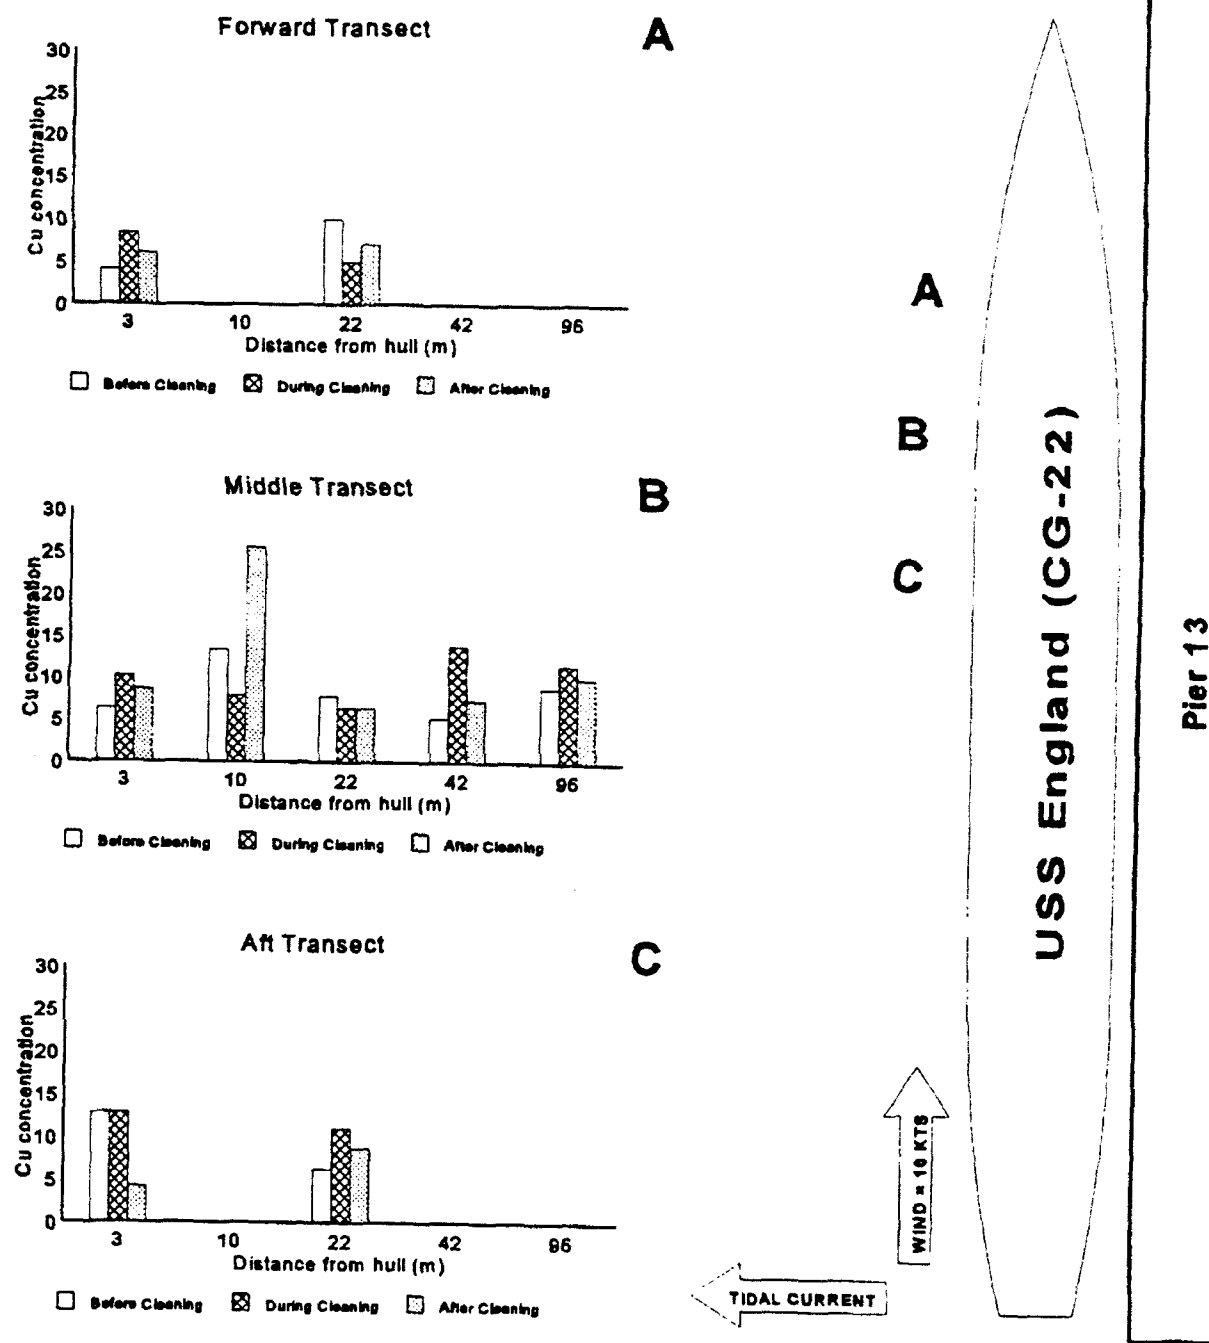 Forward Transect
A
30
25
20
15
10
5
0
Cu concentration
3 10 22 42 96
Distance from hull (m)
Before Cleaning During Cleaning After Cleaning
Middle Transect
B
30
25
20
15
10
5
0
Cu concentration
3 10 22 42 96
Distance from hull (m)
Before Cleaning During Cleaning After Cleaning
Aft Transect
C
30
25
20
15
10
5
0
Cu concentration
3 10 22 42 96
Distance from hull (m)
Before Cleaning During Cleaning After Cleaning
A
B
C
USS England (CG-22)
Pier 13
WIND = 10 KTS
TIDAL CURRENT